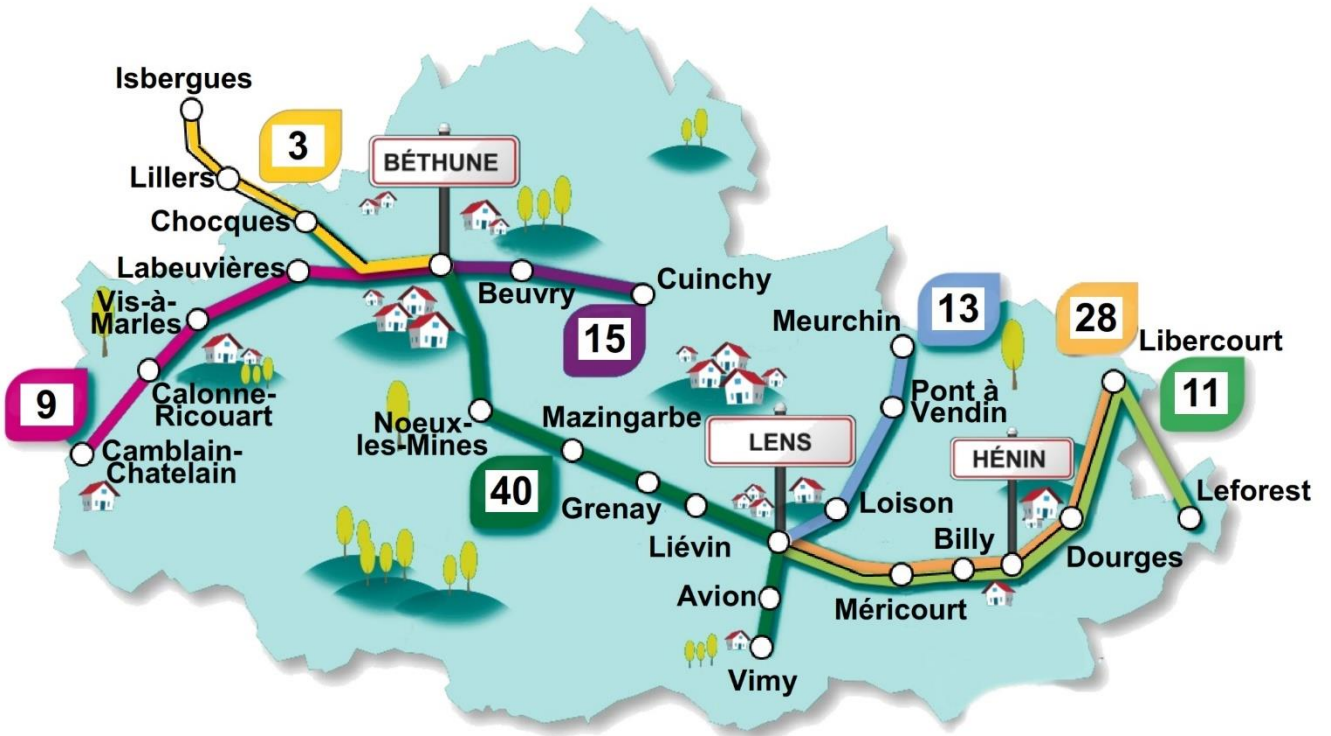 Isbergues
3
BÉTHUNE
Lillers
Chocques
Labeuvières
Beuvry
Cuinchy
Vis-à-
Marles
15
Meurchin
13
28
Libercourt
9
Calonne-
Ricouart
Pont à
Vendin
11
Camblain-
Chatelain
Noeux-
les-Mines
Mazingarbe
LENS
HÉNIN
40
Grenay
Loison
Leforest
Liévin
Billy
Dourges
Avion
Méricourt
Vimy